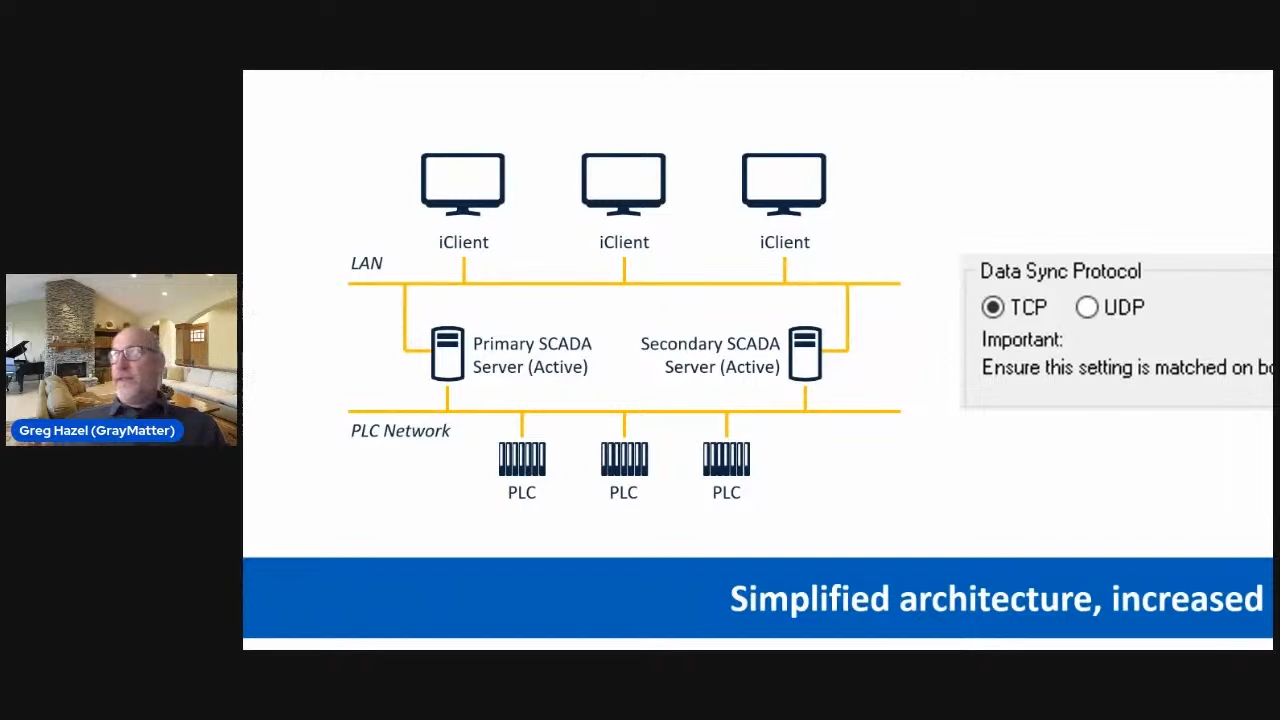 iClient
iClient
iClient
LAN
Primary SCADA
Server (Active)
Secondary SCADA
Server (Active)
PLC Network
PLC
PLC
PLC
Data Sync Protocol
TCP
UDP
Important:
Ensure this setting is matched on bo
Simplified architecture, increased
Greg Hazel (GrayMatter)